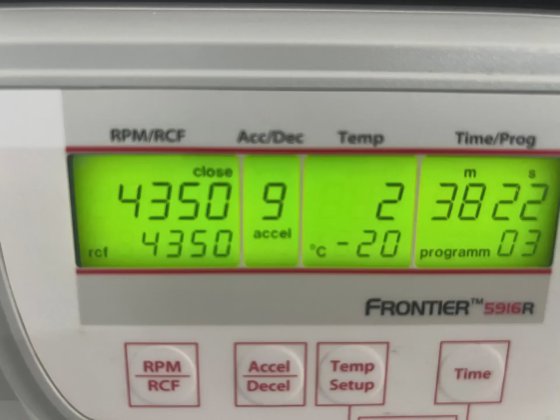 RPM/RCF Acc/Dec Temp Time/Prog
close m s
4350 9 2 38 22
rcf 4350 accel °C -20 programm 03
FRONTIER™ 5916R
RPM Accel Temp Time
RCF Decel Setup